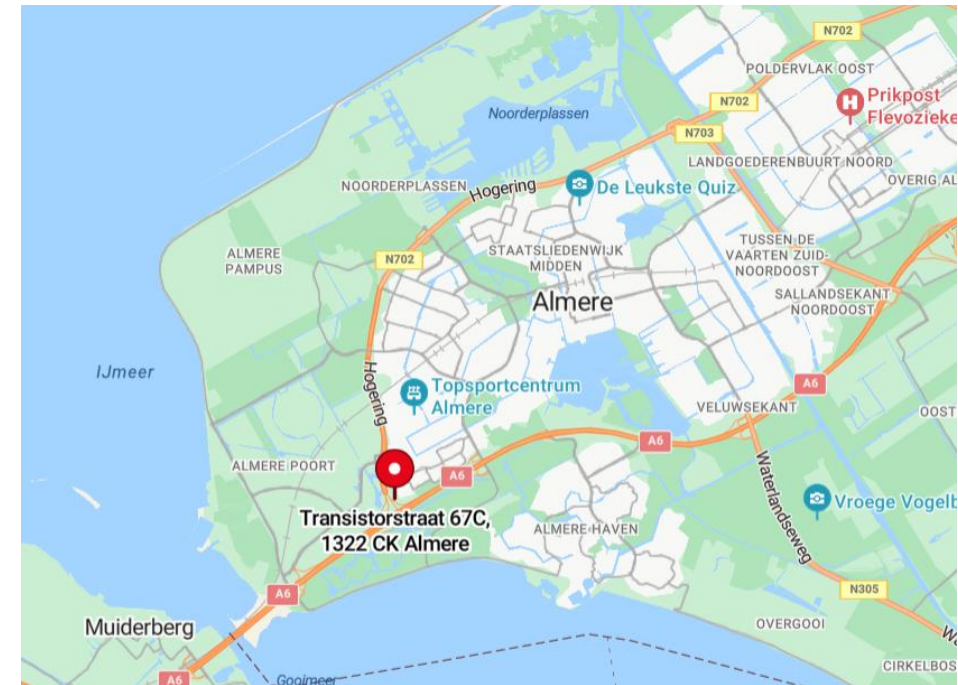 N702
POLDERVLAK OOST
Prikpost
Flevozieke
N702
Noorderplassen
N703
LANDGOEDERENBUURT NOORD
OVERIG AL
NOORDERPLASSEN
Hogering
De Leukste Quiz
ALMERE
PAMPUS
N702
STAATSLIEDENWIJK
MIDDEN
TUSSEN DE
VAARTEN ZUID-
NOORDOOST
Almere
SALLANDSEKANT
NOORDOOST
IJmeer
Hogering
Topsportcentrum
Almere
A6
VELUWSEKANT
OOST
A6
ALMERE POORT
A6
Waterlandseweg
Vroege Vogelb
Transistorstraat 67C,
1322 CK Almere
ALMERE HAVEN
A6
N305
Muiderberg
OVERGOOI
Wa
CIRKELBOS
A6
Gooimeer